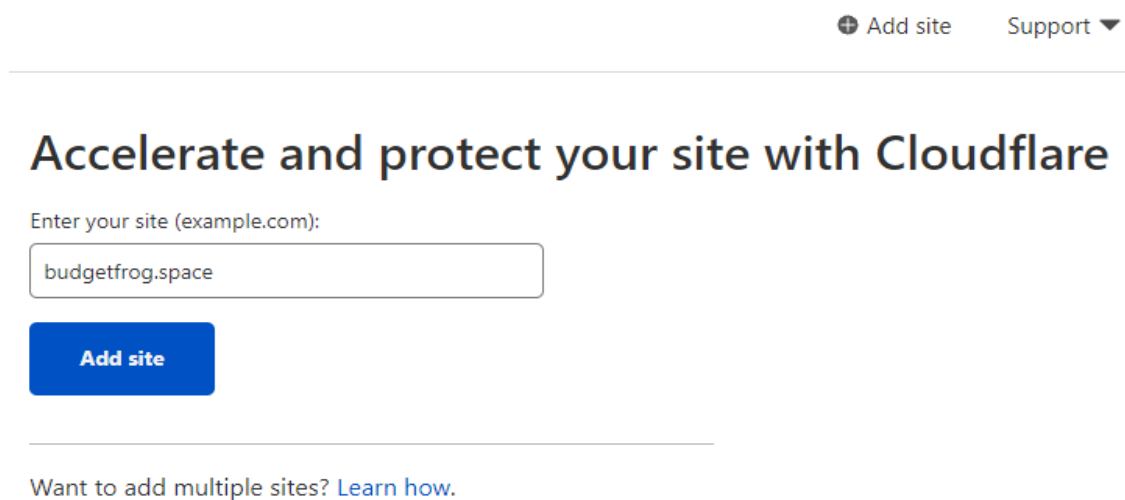 Add site Support
Accelerate and protect your site with Cloudflare
Enter your site (example.com):
budgetfrog.space
Add site
Want to add multiple sites? Learn how.